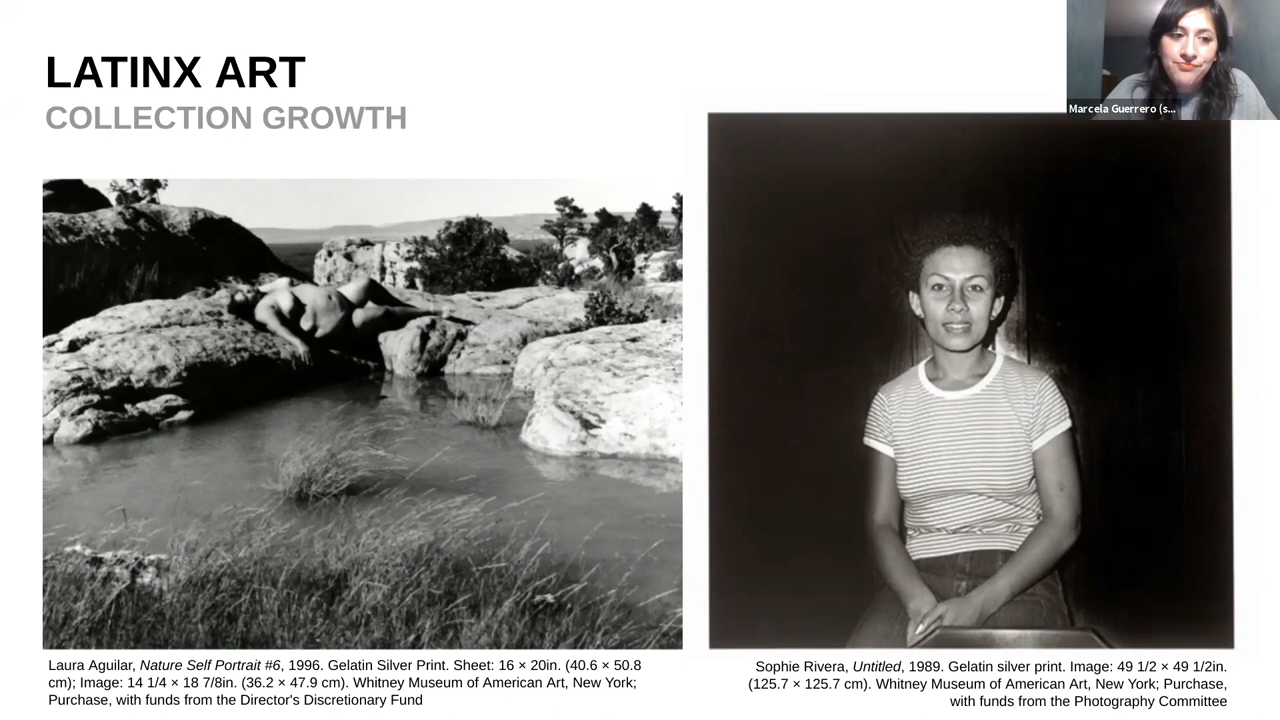 LATINX ART
COLLECTION GROWTH
Marcela Guerrero (s...
Laura Aguilar, Nature Self Portrait #6, 1996. Gelatin Silver Print. Sheet: 16 × 20in. (40.6 × 50.8
cm); Image: 14 1/4 × 18 7/8in. (36.2 × 47.9 cm). Whitney Museum of American Art, New York;
Purchase, with funds from the Director's Discretionary Fund
Sophie Rivera, Untitled, 1989. Gelatin silver print. Image: 49 1/2 × 49 1/2in.
(125.7 × 125.7 cm). Whitney Museum of American Art, New York; Purchase,
with funds from the Photography Committee